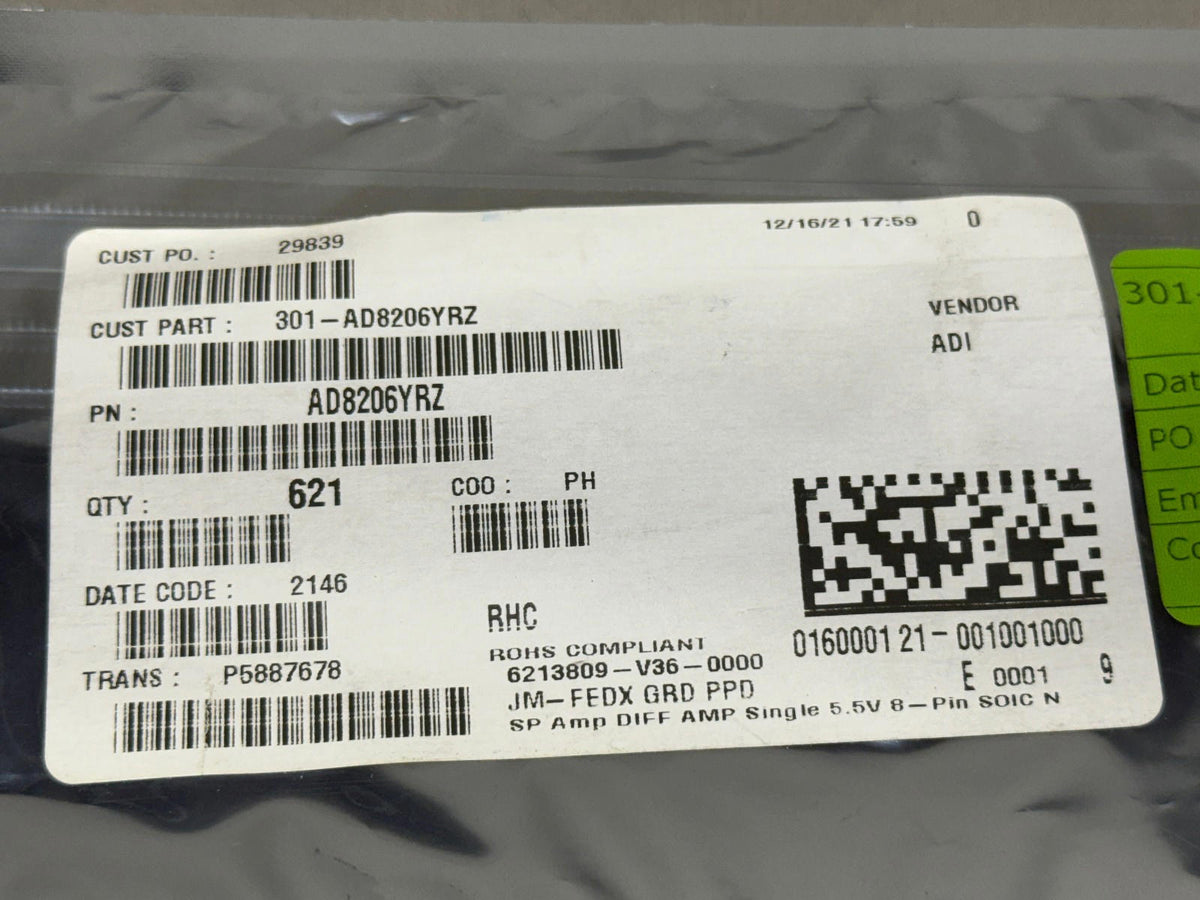 12/16/21 17:59 0
CUST PO. : 29839
CUST PART : 301-AD8206YRZ
VENDOR
ADI
PN : AD8206YRZ
QTY : 621
COO : PH
DATE CODE : 2146
RHC
ROHS COMPLIANT
TRANS : P5887678
6213809-V36-0000
JM-FEDX GRD PPD
SP Amp DIFF AMP Single 5.5V 8-Pin SOIC N
016000121-001001000
E 0001 9
301
Dat
PO
Em
Co